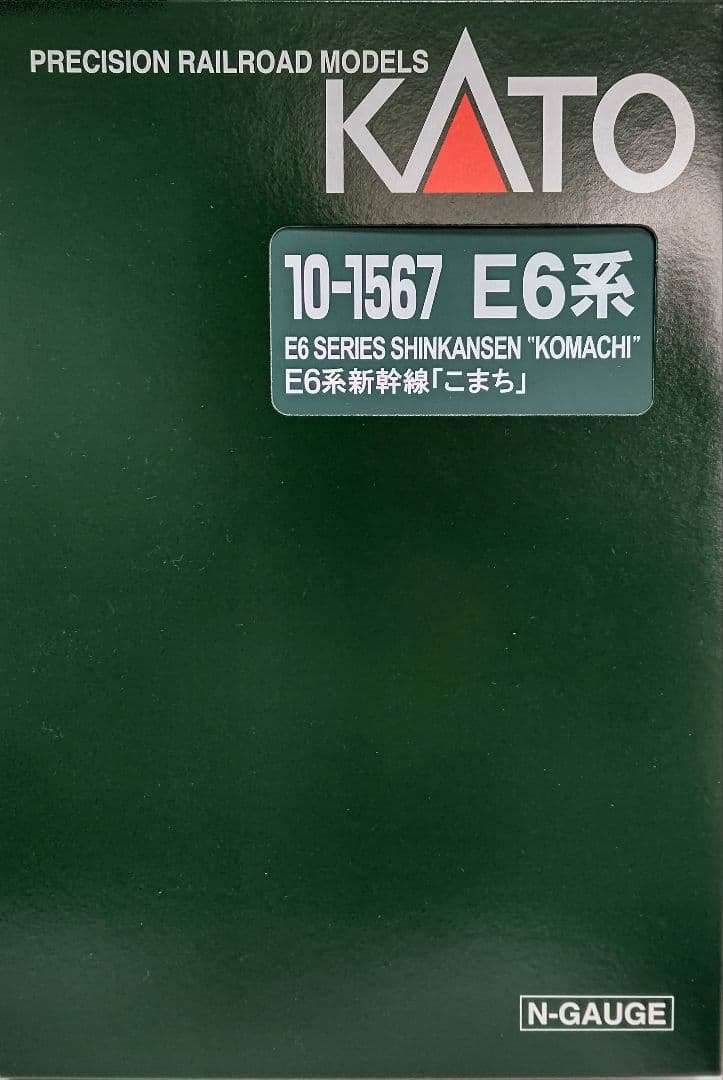 PRECISION RAILROAD MODELS
KATO
10-1567 E6系
E6 SERIES SHINKANSEN "KOMACHI"
E6系新幹線「こまち」
N-GAUGE